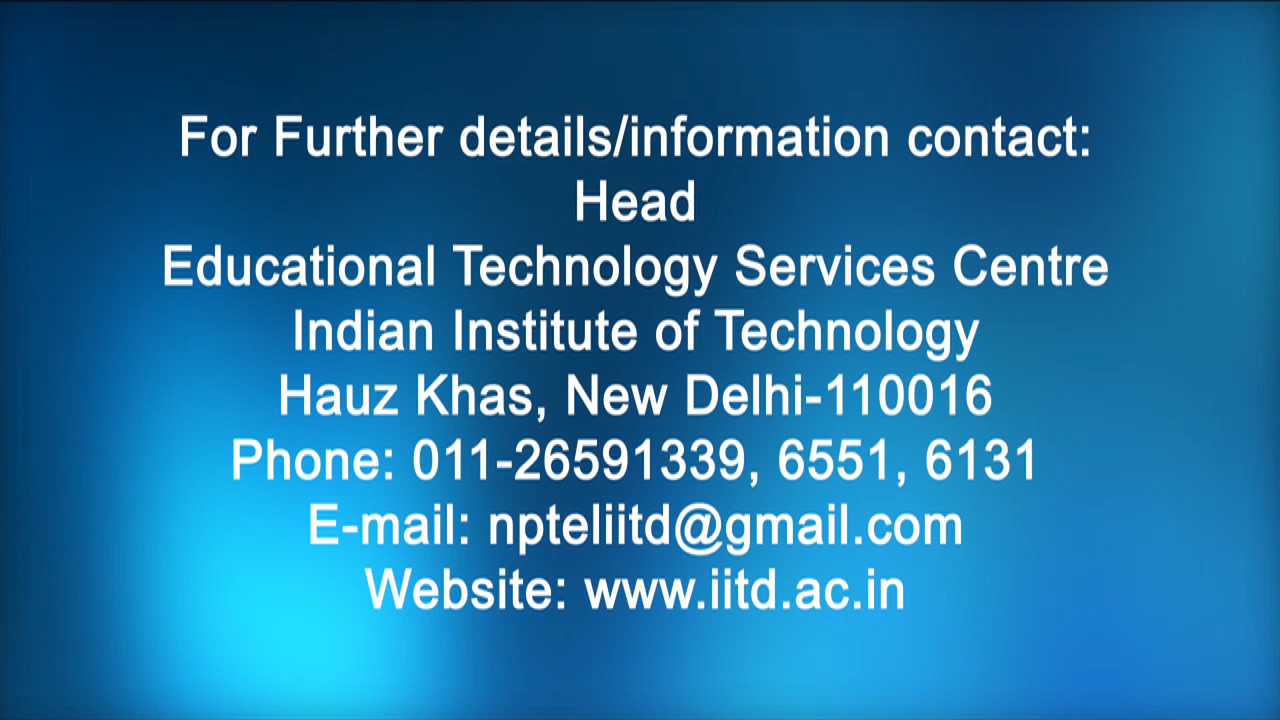 For Further details/information contact:
Head
Educational Technology Services Centre
Indian Institute of Technology
Hauz Khas, New Delhi-110016
Phone: 011-26591339, 6551, 6131
E-mail: npteliitd@gmail.com
Website: www.iitd.ac.in